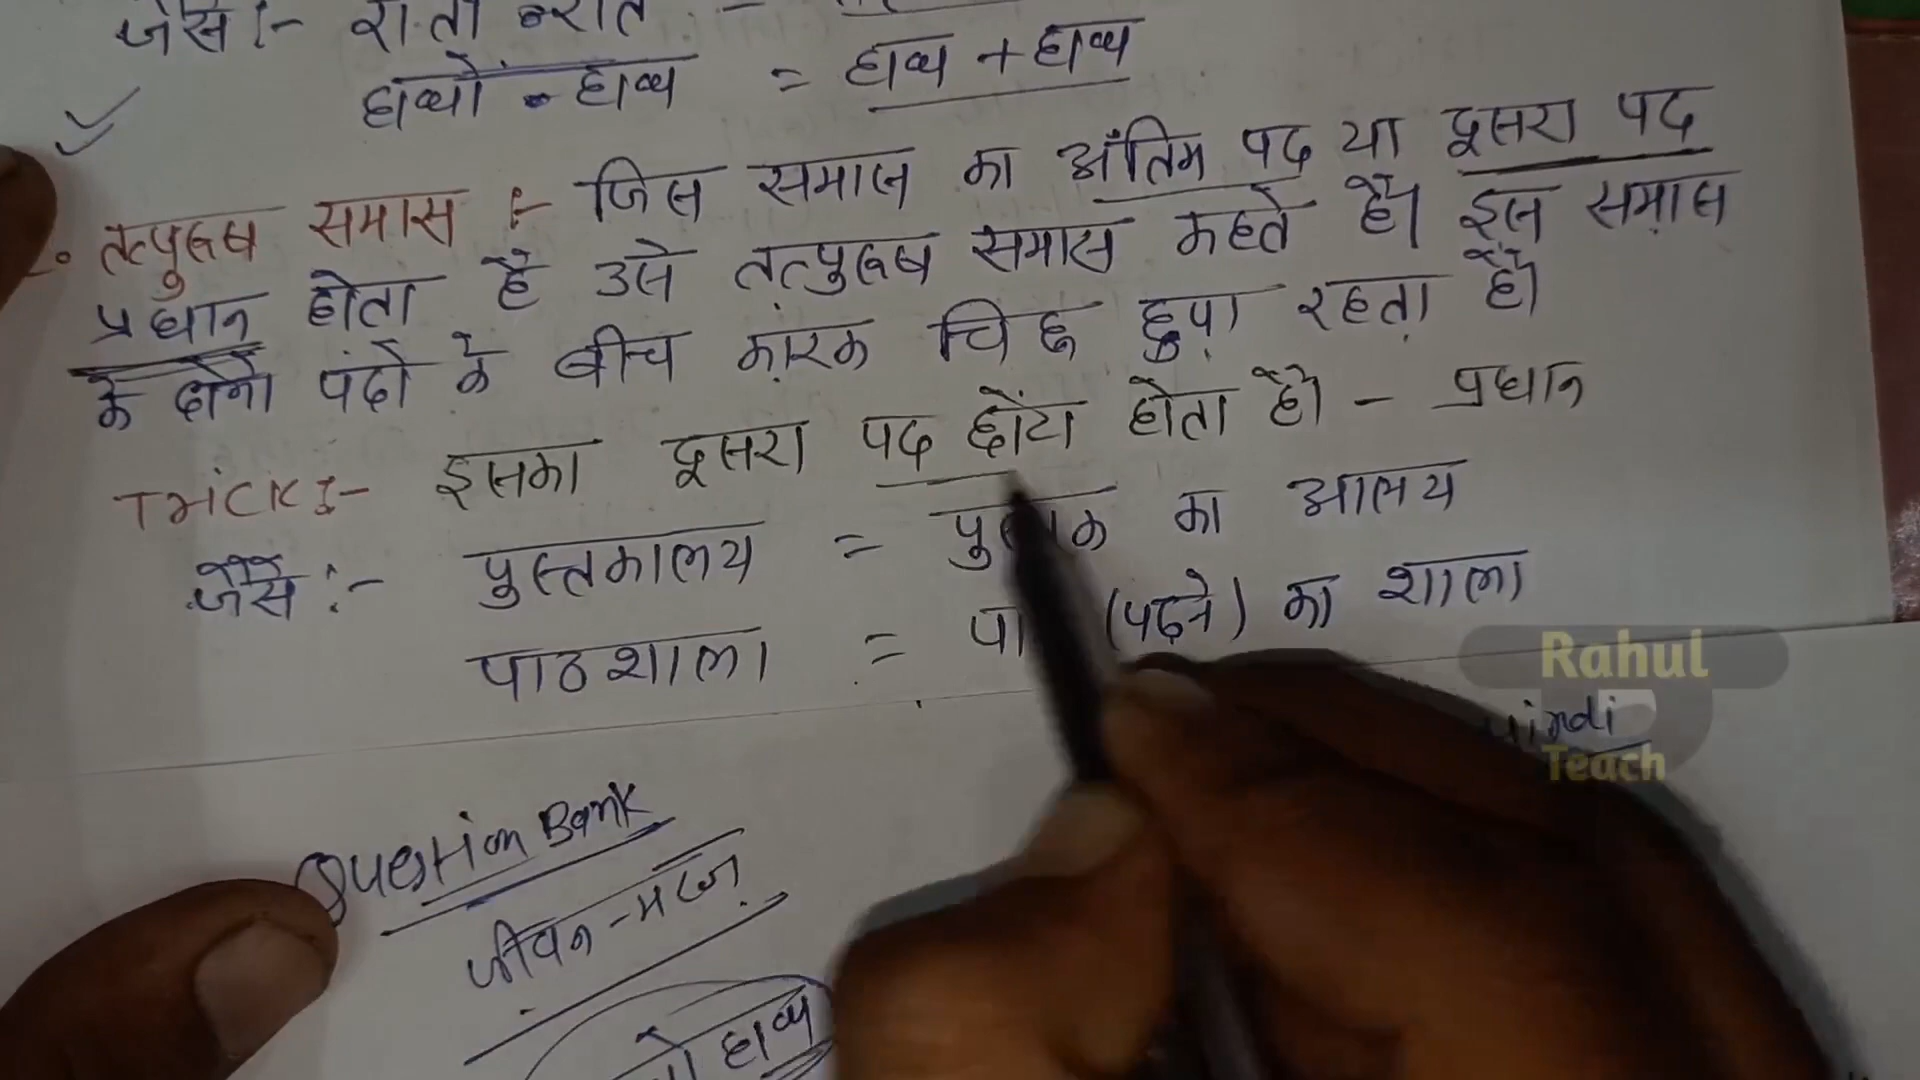 जैसे :- रातो रात -
हाथों - हाथ = हाथ + हाथ
तत्पुरुष समास :- जिस समास का अंतिम पद या दूसरा पद
प्रधान होता है उसे तत्पुरुष समास कहते है। इस समास
के दोनो पदो के बीच कारक चिह्न छुपा रहता है।
Trick :- इसका दूसरा पद छोटा होता है। - प्रधान
जैसे :- पुस्तकालय = पुस्तक का आलय
पाठशाला = (पढ़ने) का शाला
Rahul
Hindi
Teach
Question Bank
जीवन -
हाथ